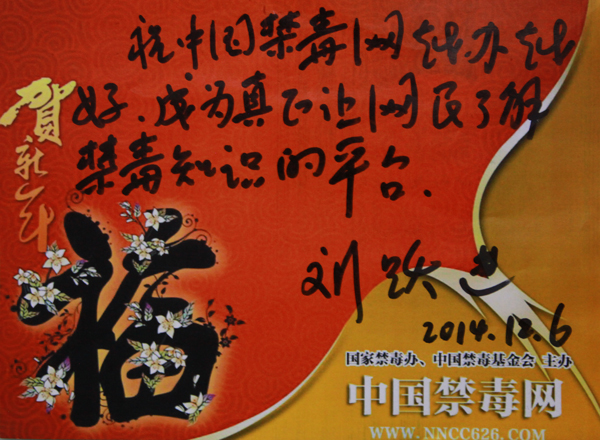 祝中国禁毒网越办越
好、成为真正让网民了解
禁毒知识的平台.
刘跃进
2014.12.6
贺新年
福
国家禁毒办、中国禁毒基金会 主办
中国禁毒网
WWW.NNCC626.COM